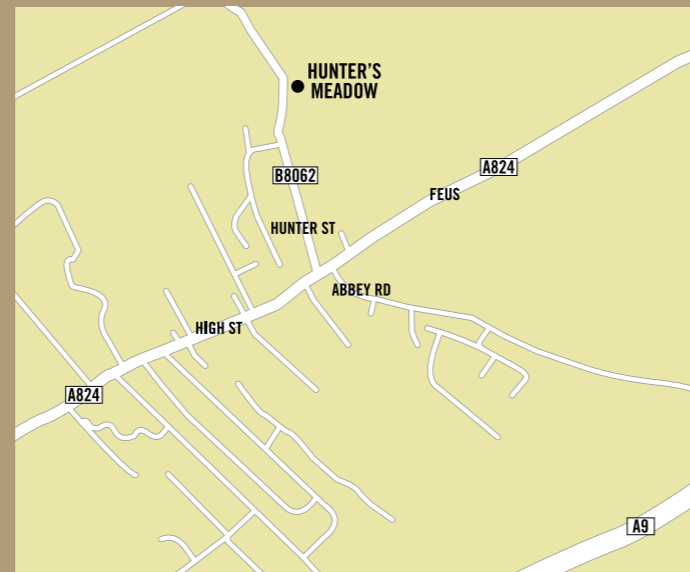 HUNTER'S
MEADOW
A824
B8062
FEUS
HUNTER ST
ABBEY RD
HIGH ST
A824
A9